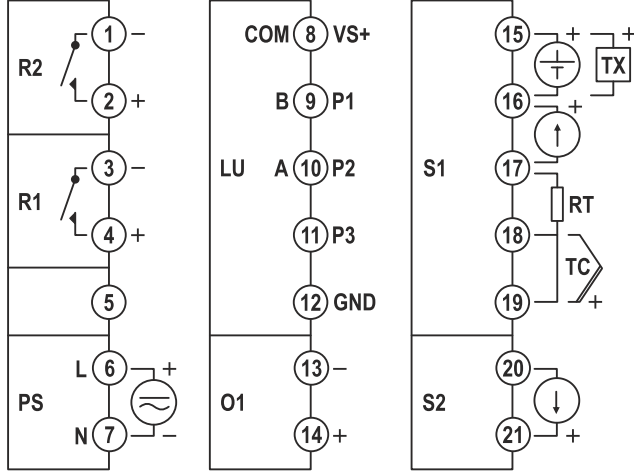 1 −
R2
2 +
3 −
R1
4 +
5
L 6 +
PS
N 7 −
COM 8 VS+
B 9 P1
LU A 10 P2
11 P3
12 GND
13 −
O1
14 +
15 + +
TX
16 +
S1 17
RT
18
TC
19 +
20
S2
21 +